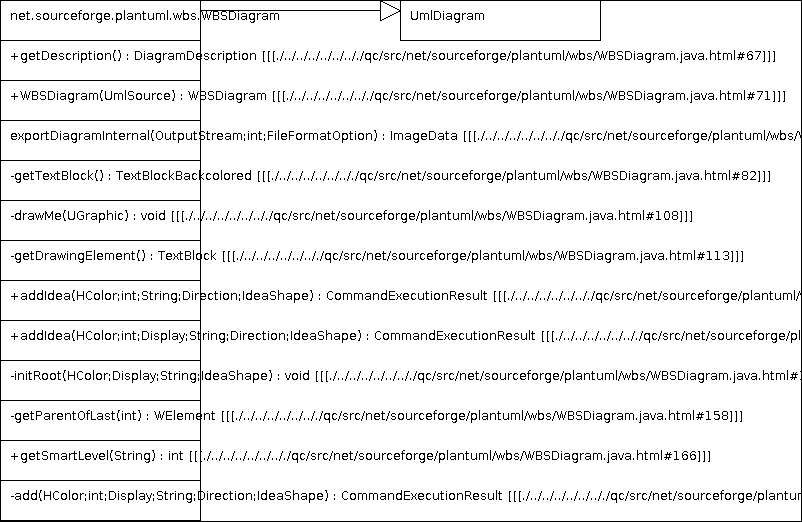 net.sourceforge.plantuml.wbs.WBSDiagram
UmlDiagram
+getDescription() : DiagramDescription [[[./../../../../../../../qc/src/net/sourceforge/plantuml/wbs/WBSDiagram.java.html#67]]]
+WBSDiagram(UmlSource) : WBSDiagram [[[./../../../../../../../qc/src/net/sourceforge/plantuml/wbs/WBSDiagram.java.html#71]]]
exportDiagramInternal(OutputStream;int;FileFormatOption) : ImageData [[[./../../../../../../../qc/src/net/sourceforge/plantuml/wbs/
-getTextBlock() : TextBlockBackcolored [[[./../../../../../../../qc/src/net/sourceforge/plantuml/wbs/WBSDiagram.java.html#82]]]
-drawMe(UGraphic) : void [[[./../../../../../../../qc/src/net/sourceforge/plantuml/wbs/WBSDiagram.java.html#108]]]
-getDrawingElement() : TextBlock [[[./../../../../../../../qc/src/net/sourceforge/plantuml/wbs/WBSDiagram.java.html#113]]]
+addIdea(HColor;int;String;Direction;IdeaShape) : CommandExecutionResult [[[./../../../../../../../qc/src/net/sourceforge/plantuml/
+addIdea(HColor;int;Display;String;Direction;IdeaShape) : CommandExecutionResult [[[./../../../../../../../qc/src/net/sourceforge/pl
-initRoot(HColor;Display;String;IdeaShape) : void [[[./../../../../../../../qc/src/net/sourceforge/plantuml/wbs/WBSDiagram.java.html#1
-getParentOfLast(int) : WElement [[[./../../../../../../../qc/src/net/sourceforge/plantuml/wbs/WBSDiagram.java.html#158]]]
+getSmartLevel(String) : int [[[./../../../../../../../qc/src/net/sourceforge/plantuml/wbs/WBSDiagram.java.html#166]]]
-add(HColor;int;Display;String;Direction;IdeaShape) : CommandExecutionResult [[[./../../../../../../../qc/src/net/sourceforge/plantu